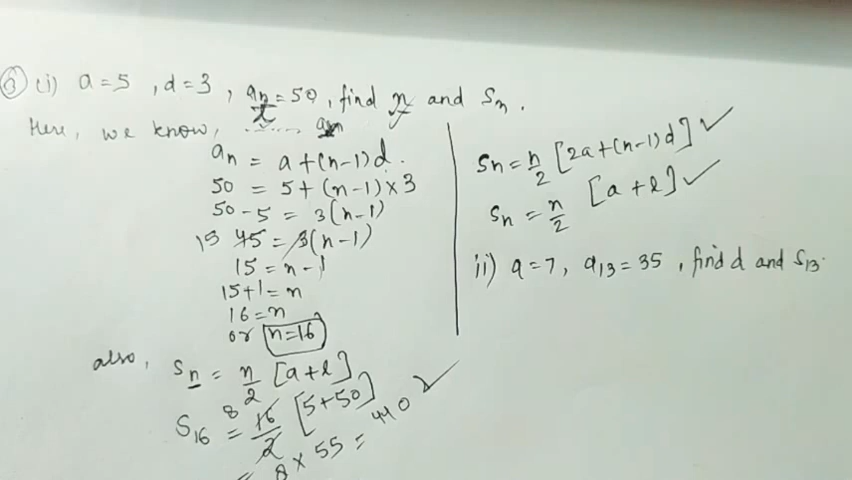 ③ (i) a=5, d=3, an=50, find n and Sn.
l
Here, we know,
an = a+(n-1)d.
50 = 5+(n-1)×3
50-5 = 3(n-1)
15 45=3(n-1)
15=n-1
15+1=n
16=n
or n=16
also, Sn = n/2 [a+l]
S16 = 8 16/2 [5+50]
= 8×55 = 440 ✓
Sn = n/2 [2a+(n-1)d] ✓
Sn = n/2 [a+l] ✓
ii) a=7, a13=35, find d and S13.